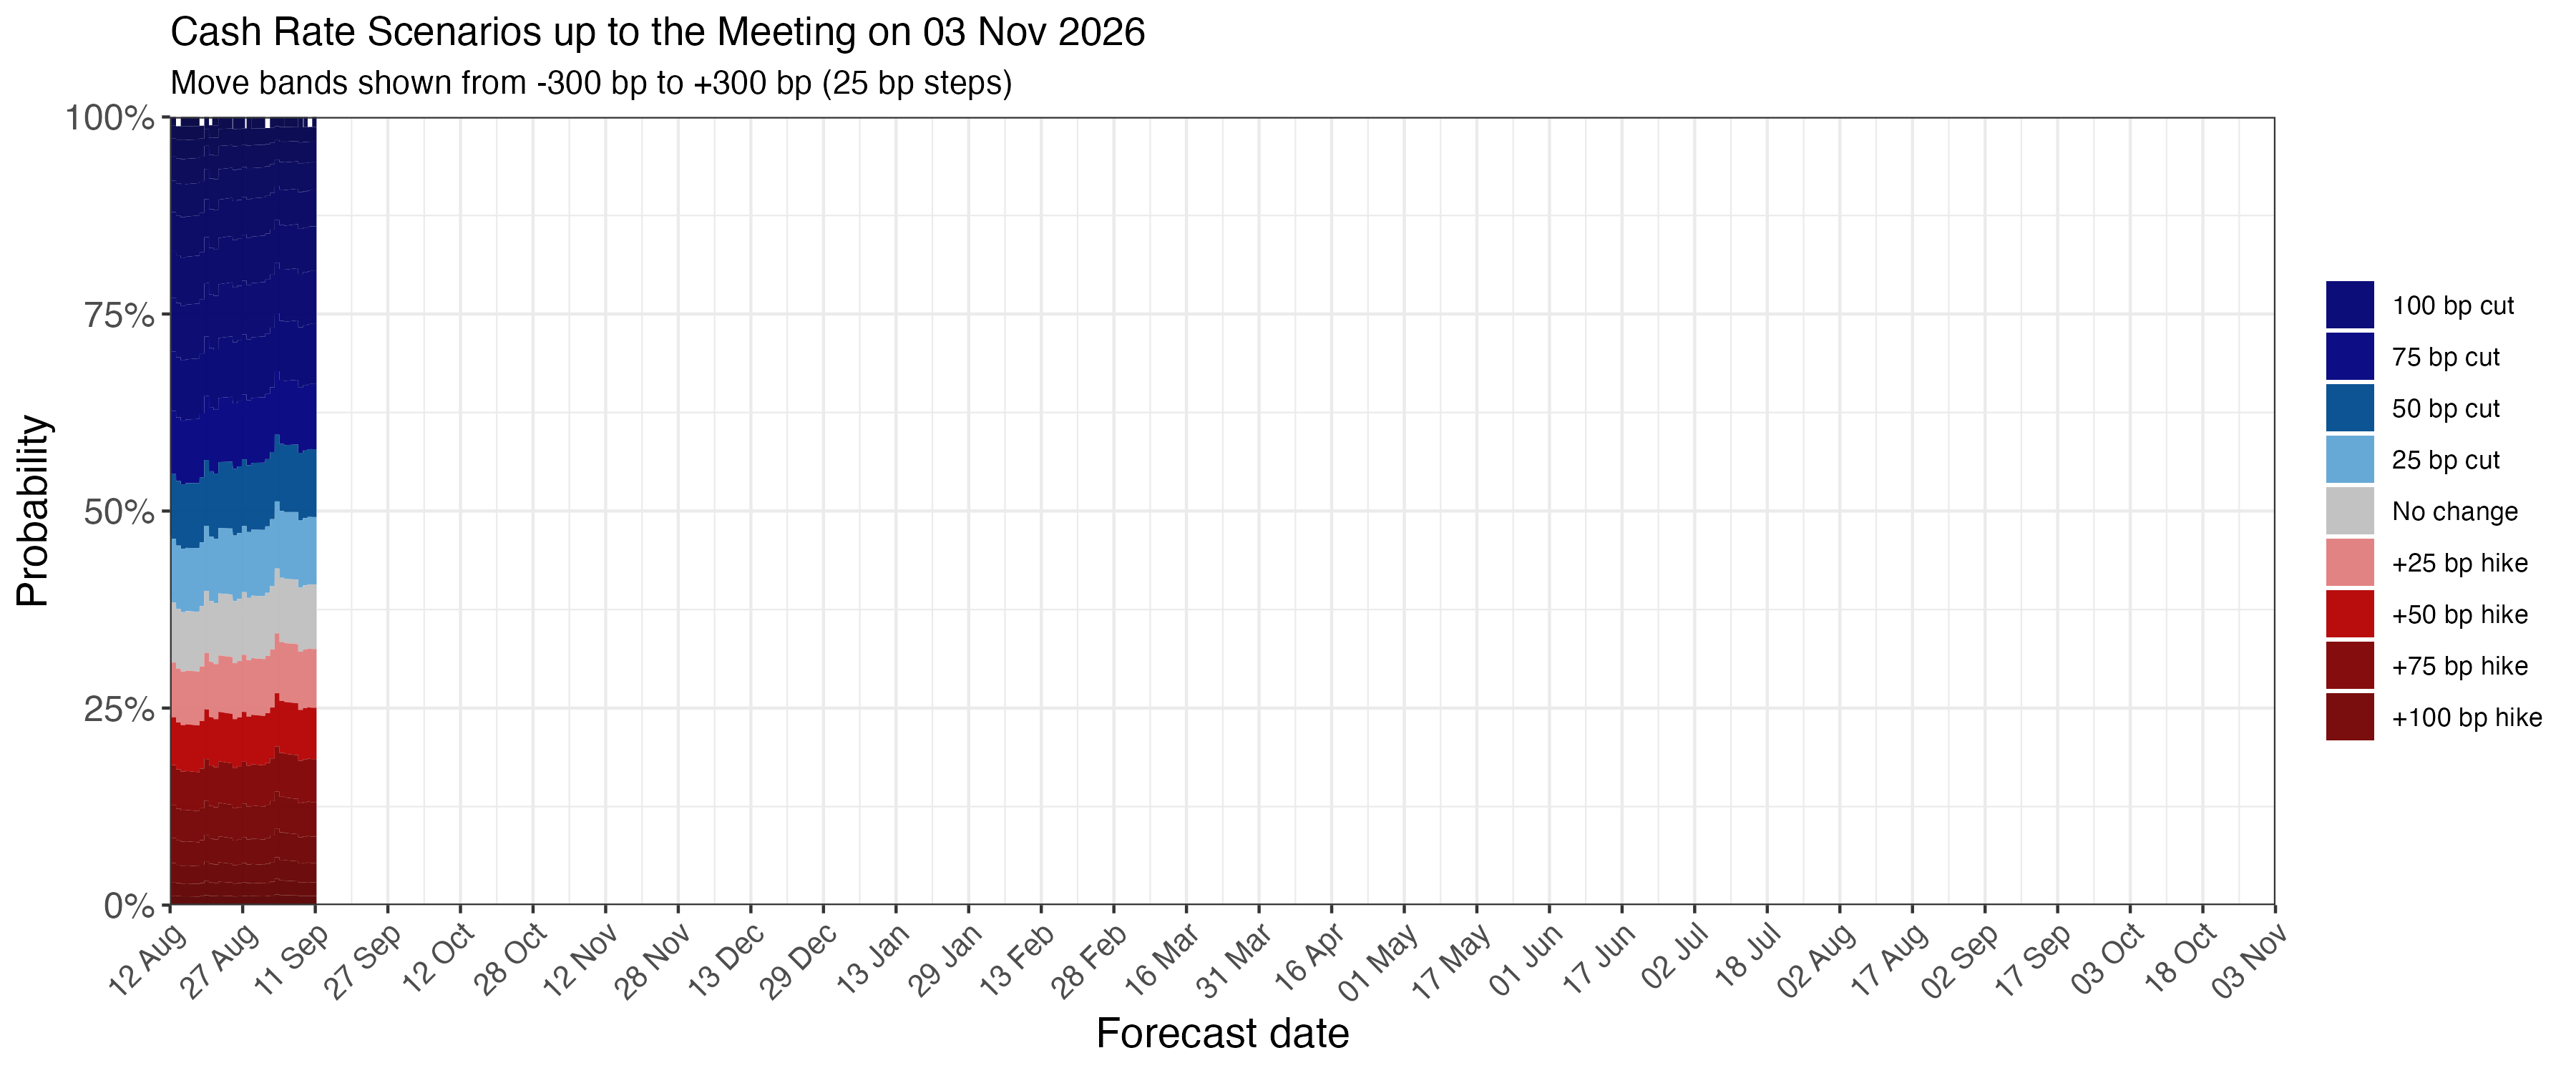 Cash Rate Scenarios up to the Meeting on 03 Nov 2026
Move bands shown from -300 bp to +300 bp (25 bp steps)
Probability
100%
75%
50%
25%
0%
12 Aug
27 Aug
11 Sep
27 Sep
12 Oct
28 Oct
12 Nov
28 Nov
13 Dec
29 Dec
13 Jan
29 Jan
13 Feb
28 Feb
16 Mar
31 Mar
16 Apr
01 May
17 May
01 Jun
17 Jun
02 Jul
18 Jul
02 Aug
17 Aug
02 Sep
17 Sep
03 Oct
18 Oct
03 Nov
Forecast date
100 bp cut
75 bp cut
50 bp cut
25 bp cut
No change
+25 bp hike
+50 bp hike
+75 bp hike
+100 bp hike